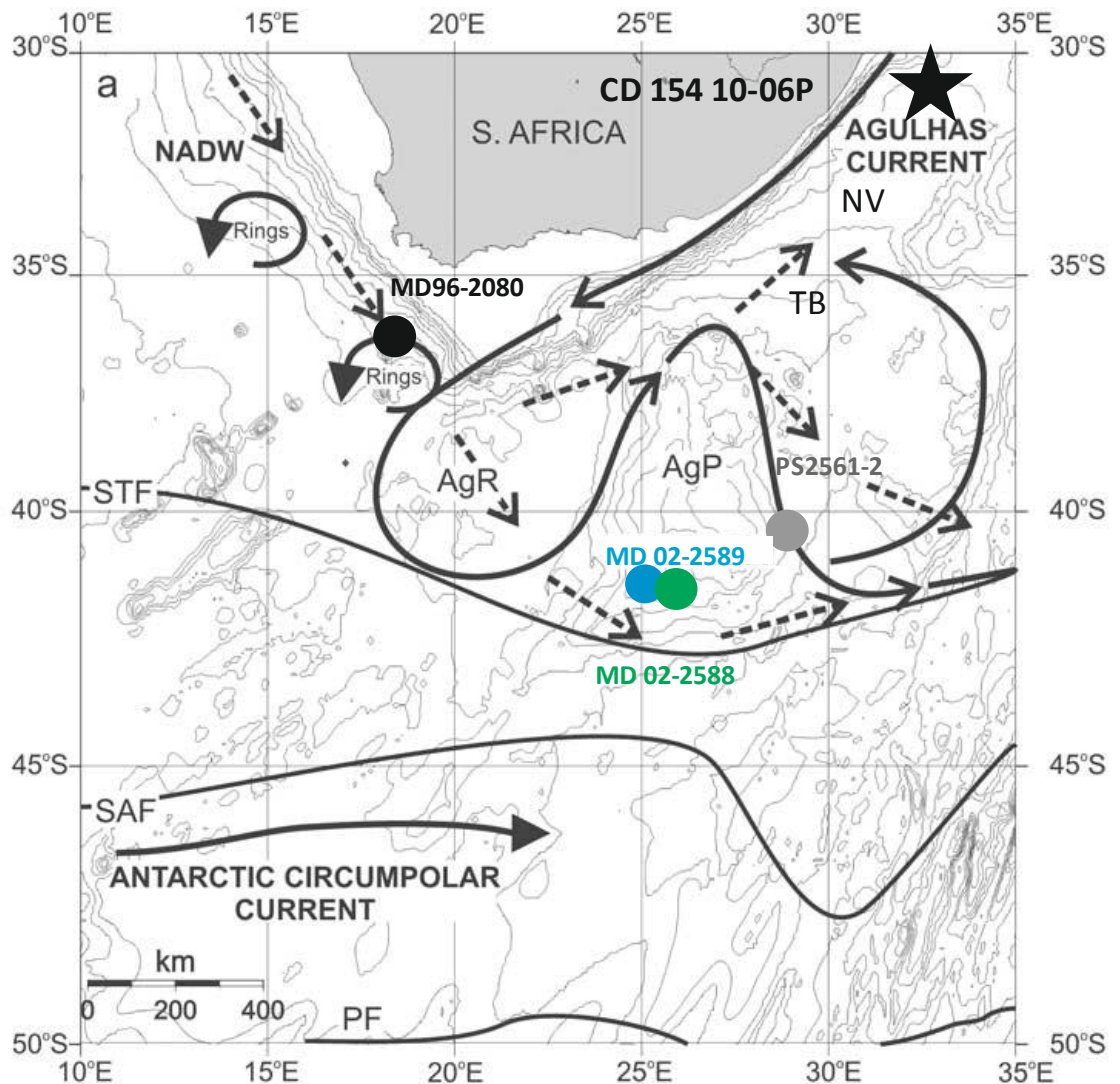 10°E 15°E 20°E 25°E 30°E 35°E
30°S 30°S
a
CD 154 10-06P
S. AFRICA
AGULHAS
CURRENT
NADW
NV
Rings
35°S 35°S
MD96-2080
TB
Rings
PS2561-2
AgR AgP
STF
40°S 40°S
MD 02-2589
MD 02-2588
45°S 45°S
SAF
ANTARCTIC CIRCUMPOLAR
CURRENT
km
0 200 400
PF
50°S 50°S
10°E 15°E 20°E 25°E 30°E 35°E